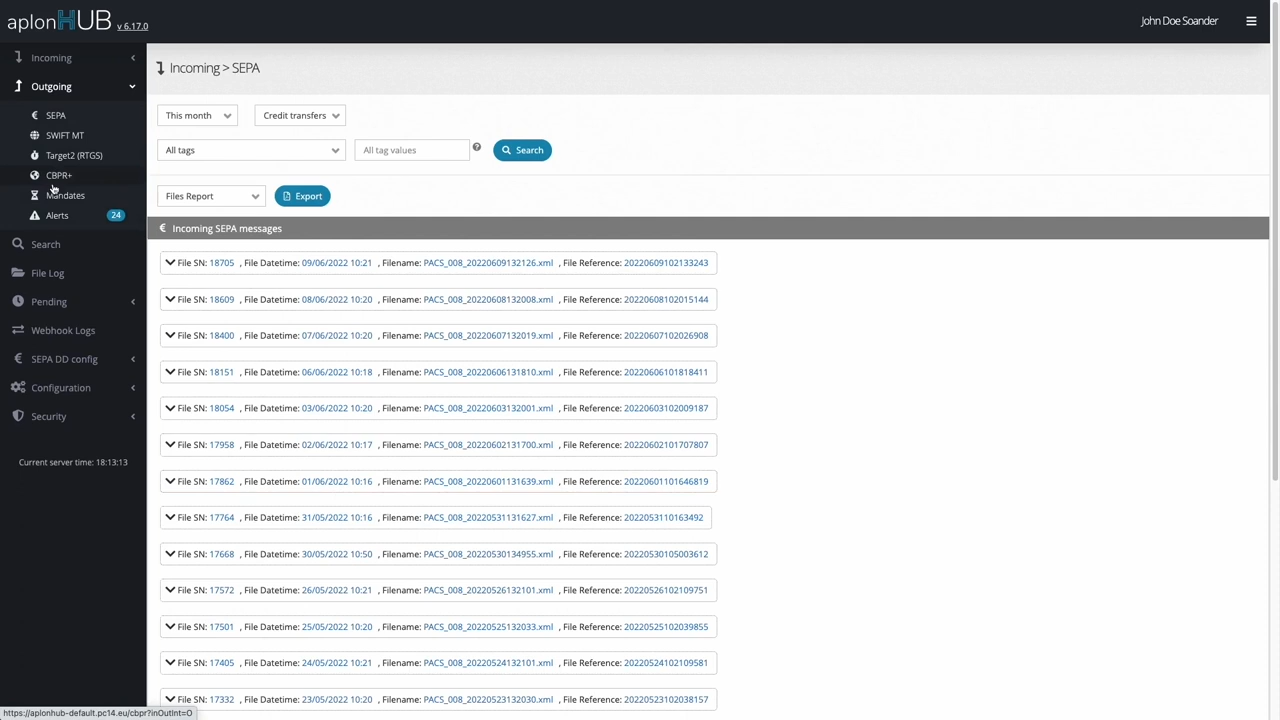 aplonHUB v 6.17.0
John Doe Soander
Incoming
Outgoing
SEPA
SWIFT MT
Target2 (RTGS)
CBPR+
Mandates
Alerts 24
Search
File Log
Pending
Webhook Logs
SEPA DD config
Configuration
Security
Current server time: 18:13:13
Incoming > SEPA
This month
Credit transfers
All tags
All tag values
?
Search
Files Report
Export
€ Incoming SEPA messages
File SN: 18705 , File Datetime: 09/06/2022 10:21 , Filename: PACS_008_20220609132126.xml , File Reference: 20220609102133243
File SN: 18609 , File Datetime: 08/06/2022 10:20 , Filename: PACS_008_20220608132008.xml , File Reference: 20220608102015144
File SN: 18400 , File Datetime: 07/06/2022 10:20 , Filename: PACS_008_20220607132019.xml , File Reference: 20220607102026908
File SN: 18151 , File Datetime: 06/06/2022 10:18 , Filename: PACS_008_20220606131810.xml , File Reference: 20220606101818411
File SN: 18054 , File Datetime: 03/06/2022 10:20 , Filename: PACS_008_20220603132001.xml , File Reference: 20220603102009187
File SN: 17958 , File Datetime: 02/06/2022 10:17 , Filename: PACS_008_20220602131700.xml , File Reference: 20220602101707807
File SN: 17862 , File Datetime: 01/06/2022 10:16 , Filename: PACS_008_20220601131639.xml , File Reference: 20220601101646819
File SN: 17764 , File Datetime: 31/05/2022 10:16 , Filename: PACS_008_20220531131627.xml , File Reference: 2022053110163492
File SN: 17668 , File Datetime: 30/05/2022 10:50 , Filename: PACS_008_20220530134955.xml , File Reference: 20220530105003612
File SN: 17572 , File Datetime: 26/05/2022 10:21 , Filename: PACS_008_20220526132101.xml , File Reference: 20220526102109751
File SN: 17501 , File Datetime: 25/05/2022 10:20 , Filename: PACS_008_20220525132033.xml , File Reference: 20220525102039855
File SN: 17405 , File Datetime: 24/05/2022 10:21 , Filename: PACS_008_20220524132101.xml , File Reference: 20220524102109581
File SN: 17332 , File Datetime: 23/05/2022 10:20 , Filename: PACS_008_20220523132030.xml , File Reference: 20220523102038157
https://aplonhub-default.pc14.eu/cbpr?inOutInt=O